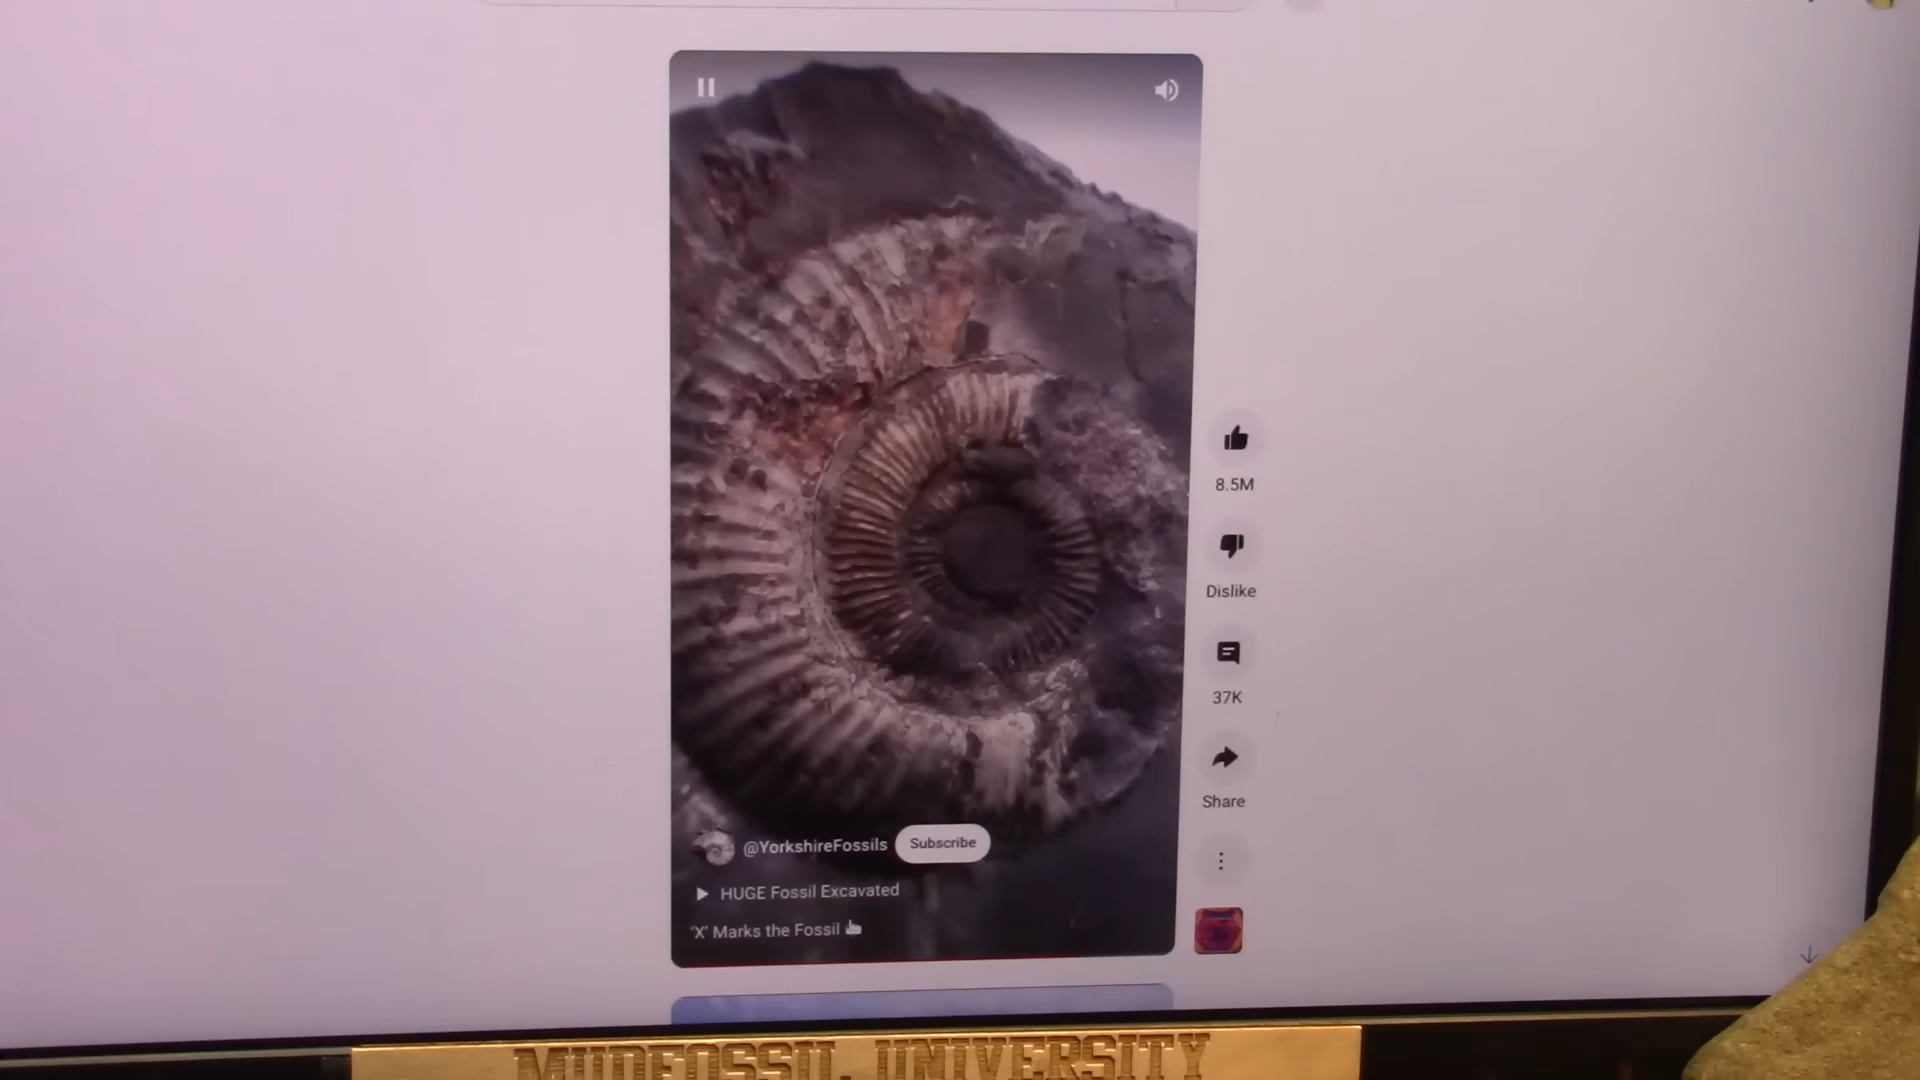 8.5M
Dislike
37K
Share
@YorkshireFossils Subscribe
HUGE Fossil Excavated
'X' Marks the Fossil
MUDFOSSIL UNIVERSITY